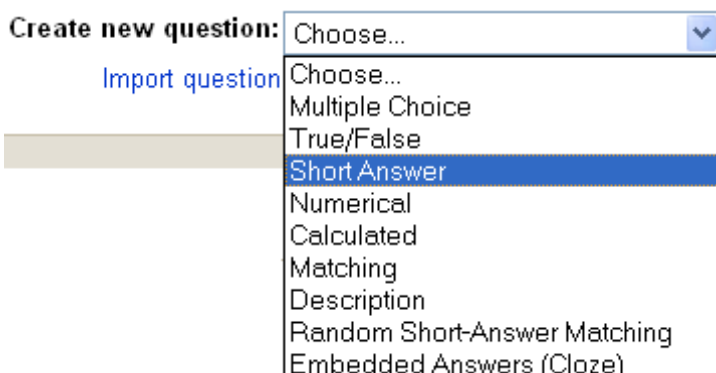 Create new question: Choose...
Import question Choose...
Multiple Choice
True/False
Short Answer
Numerical
Calculated
Matching
Description
Random Short-Answer Matching
Embedded Answers (Cloze)